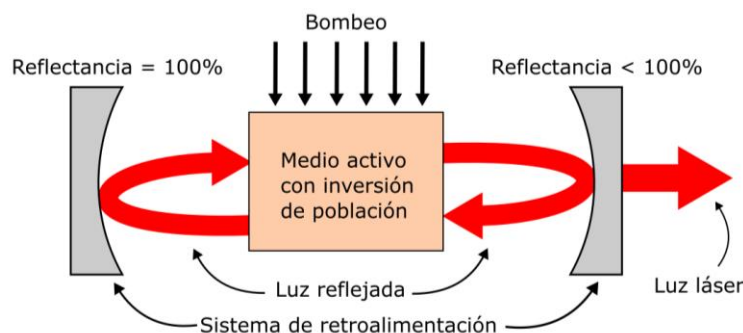 Bombeo
Reflectancia = 100%
Reflectancia < 100%
Medio activo
con inversión
de población
Luz reflejada
Luz láser
Sistema de retroalimentación